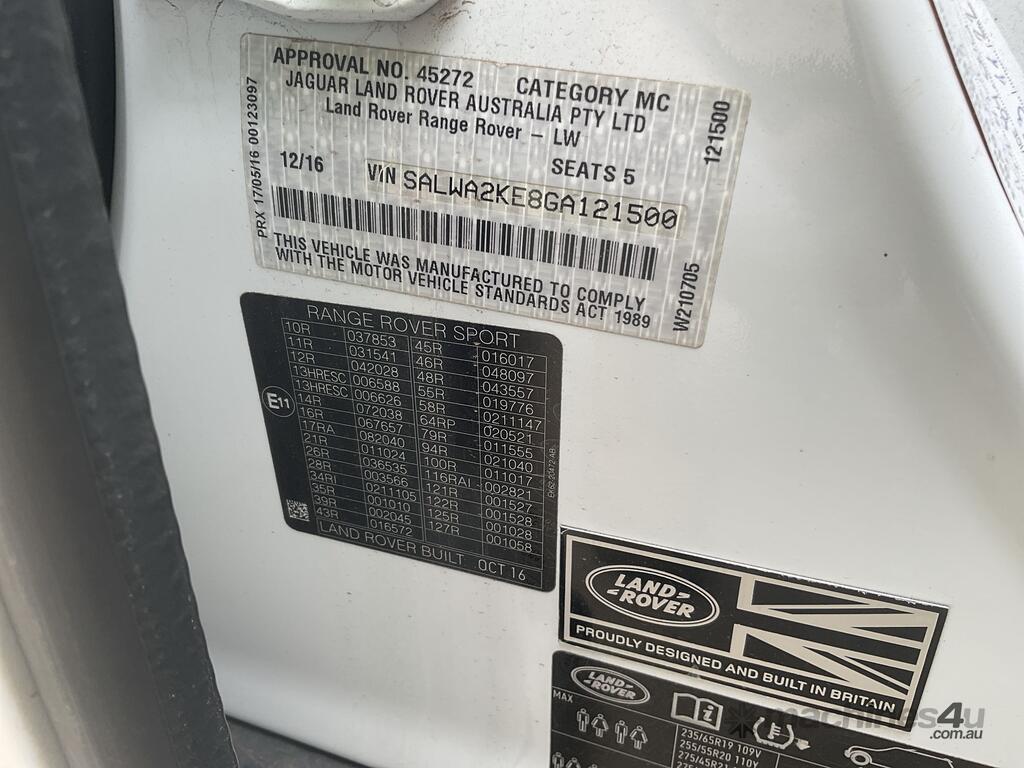 APPROVAL NO. 45272 CATEGORY MC
JAGUAR LAND ROVER AUSTRALIA PTY LTD
Land Rover Range Rover – LW
12/16 SEATS 5
VIN SALWA2KE8GA121500
THIS VEHICLE WAS MANUFACTURED TO COMPLY
WITH THE MOTOR VEHICLE STANDARDS ACT 1989
PRX 17/05/16 00123097
W210705 121500
RANGE ROVER SPORT
10R 037853 45R 016017
11R 031541 46R 048097
12R 042028 48R 043557
13HRESC 006588 55R 019776
13HRESC 006626 58R 0211147
14R 072038 64RP 020521
16R 067657 79R 011555
17RA 082040 94R 021040
21R 011024 100R 011017
26R 036535 116RAI 002821
28R 003566 121R 001527
34RI 0211105 122R 001528
35R 001010 125R 001028
39R 002045 127R 001058
43R 016572
E11
LAND ROVER BUILT OCT 16
LAND ROVER
PROUDLY DESIGNED AND BUILT IN BRITAIN
LAND ROVER
MAX
235/65R19 109V
255/55R20 110V
275/45R21
machines4u
.com.au